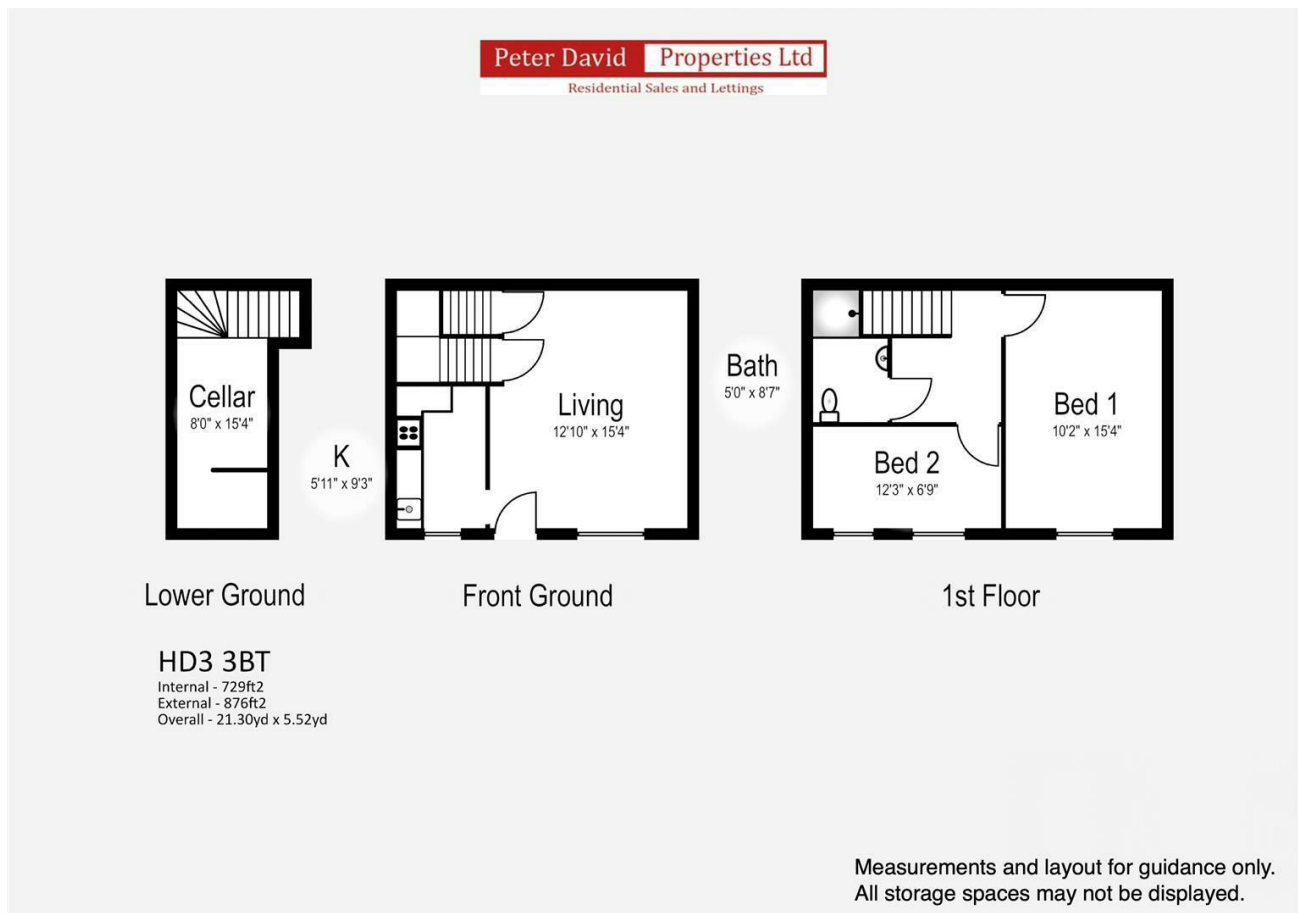 Peter David Properties Ltd
Residential Sales and Lettings
Cellar
8'0" x 15'4"
K
5'11" x 9'3"
Living
12'10" x 15'4"
Bath
5'0" x 8'7"
Bed 1
10'2" x 15'4"
Bed 2
12'3" x 6'9"
Lower Ground
Front Ground
1st Floor
HD3 3BT
Internal - 729ft2
External - 876ft2
Overall - 21.30yd x 5.52yd
Measurements and layout for guidance only.
All storage spaces may not be displayed.